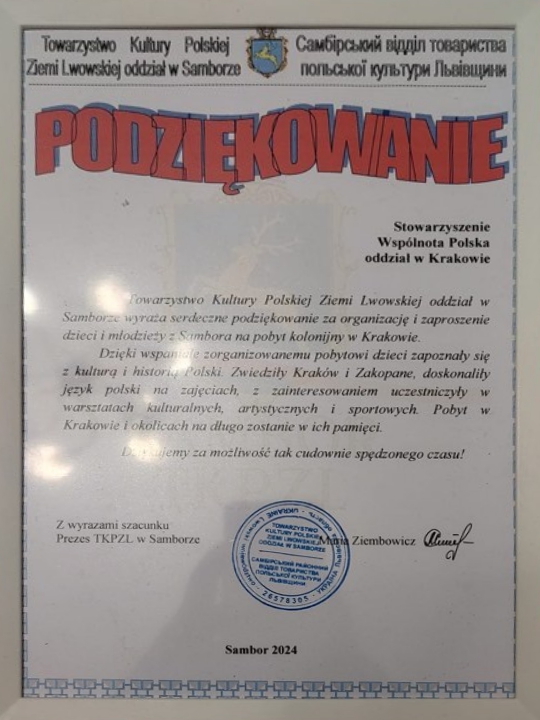 Towarzystwo Kultury Polskiej
Ziemi Lwowskiej oddział w Samborze
Самбірський відділ товариства
польської культури Львівщини
PODZIĘKOWANIE
Stowarzyszenie
Wspólnota Polska
oddział w Krakowie
Towarzystwo Kultury Polskiej Ziemi Lwowskiej oddział w
Samborze wyraża serdeczne podziękowanie za organizację i zaproszenie
dzieci i młodzieży z Sambora na pobyt kolonijny w Krakowie.
Dzięki wspaniale zorganizowanemu pobytowi dzieci zapoznały się
z kulturą i historią Polski. Zwiedziły Kraków i Zakopane, doskonaliły
język polski na zajęciach, z zainteresowaniem uczestniczyły w
warsztatach kulturalnych, artystycznych i sportowych. Pobyt w
Krakowie i okolicach na długo zostanie w ich pamięci.
za możliwość tak cudownie spędzonego czasu!
Z wyrazami szacunku
Prezes TKPZL w Samborze
Ziembowicz
TOWARZYSTWO
KULTURY POLSKIEJ
ZIEMI LWOWSKIEJ
ODDZIAŁ W SAMBORZE
САМБІРСЬКИЙ РАЙОННИЙ
ВІДДІЛ ТОВАРИСТВА
ПОЛЬСЬКОЇ КУЛЬТУРИ
ЛЬВІВЩИНИ
26578305
Sambor 2024